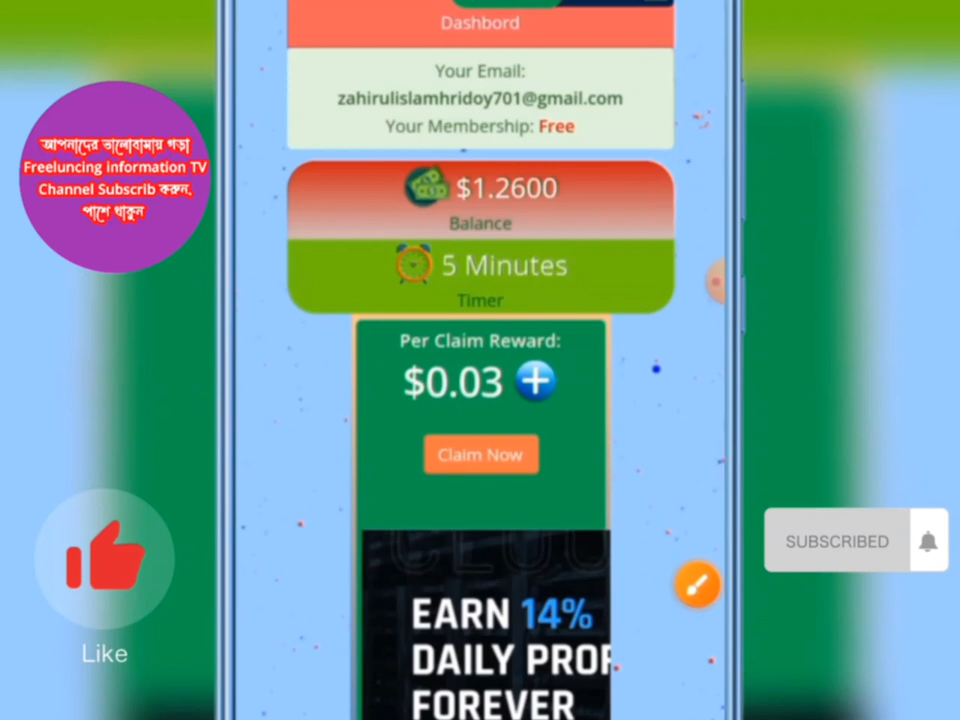 Dashbord
Your Email:
zahirulislamhridoy701@gmail.com
Your Membership: Free
$1.2600
Balance
5 Minutes
Timer
Per Claim Reward:
$0.03
Claim Now
EARN 14%
DAILY PROF
FOREVER
আপনাদের ভালোবামায় গড়া
Freeluncing information TV
Channel Subscrib করুন,
পাশে থাকুন
Like
SUBSCRIBED